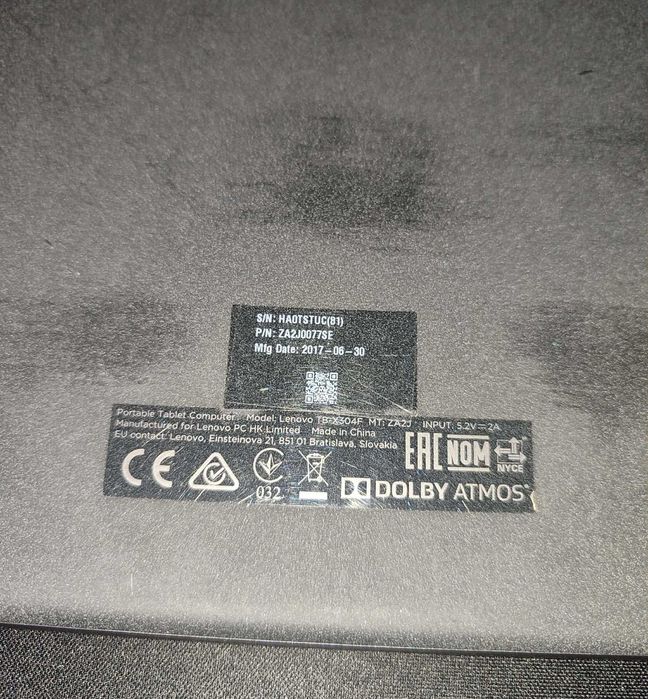 S/N: HA0TSTUC(81)
P/N: ZA2J0077SE
Mfg Date: 2017-06-30
Portable Tablet Computer Model: Lenovo TB-X304F MT: ZA2J INPUT: 5.2V⎓2A
Manufactured for Lenovo PC HK Limited Made in China
EU contact: Lenovo, Einsteinova 21, 851 01 Bratislava, Slovakia
CE
032
EAC
NOM
NYCE
DOLBY ATMOS®